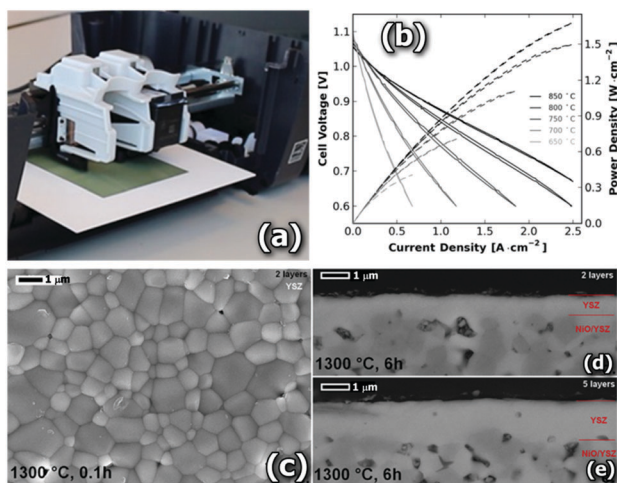 (a)
(b)
1.1
1.0
0.9
0.8
0.7
0.6
Cell Voltage [V]
0.0 0.5 1.0 1.5 2.0 2.5
Current Density [A·cm⁻²]
1.5
1.2
0.9
0.6
0.3
0.0
Power Density [W·cm⁻²]
850 °C
800 °C
750 °C
700 °C
650 °C
1 µm
2 layers
YSZ
1300 °C, 0.1h
(c)
1 µm
2 layers
YSZ
NiO/YSZ
1300 °C, 6h
(d)
1 µm
5 layers
YSZ
NiO/YSZ
1300 °C, 6h
(e)